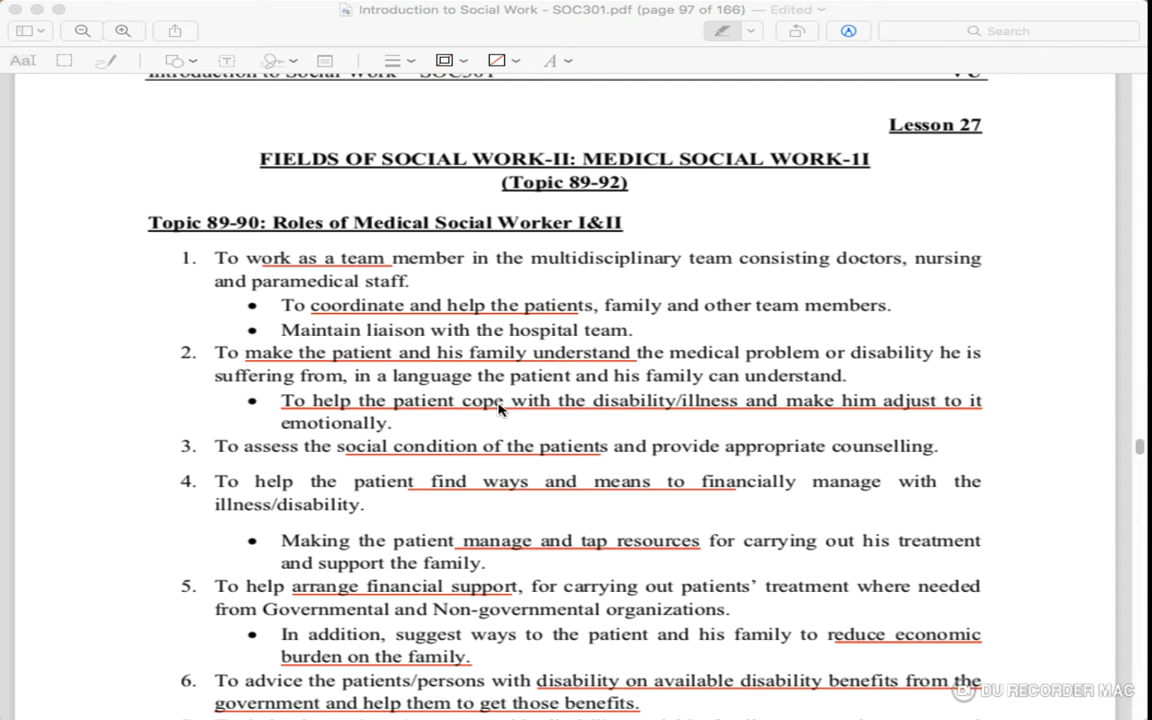 Introduction to Social Work - SOC301.pdf (page 97 of 166) — Edited
Search
AaI
T
A
Introduction to Social Work – SOC301 VU
Lesson 27
FIELDS OF SOCIAL WORK-II: MEDICL SOCIAL WORK-1I
(Topic 89-92)
Topic 89-90: Roles of Medical Social Worker I&II
1. To work as a team member in the multidisciplinary team consisting doctors, nursing
and paramedical staff.
• To coordinate and help the patients, family and other team members.
• Maintain liaison with the hospital team.
2. To make the patient and his family understand the medical problem or disability he is
suffering from, in a language the patient and his family can understand.
• To help the patient cope with the disability/illness and make him adjust to it
emotionally.
3. To assess the social condition of the patients and provide appropriate counselling.
4. To help the patient find ways and means to financially manage with the
illness/disability.
• Making the patient manage and tap resources for carrying out his treatment
and support the family.
5. To help arrange financial support, for carrying out patients' treatment where needed
from Governmental and Non-governmental organizations.
• In addition, suggest ways to the patient and his family to reduce economic
burden on the family.
6. To advice the patients/persons with disability on available disability benefits from the
government and help them to get those benefits.
DU RECORDER MAC